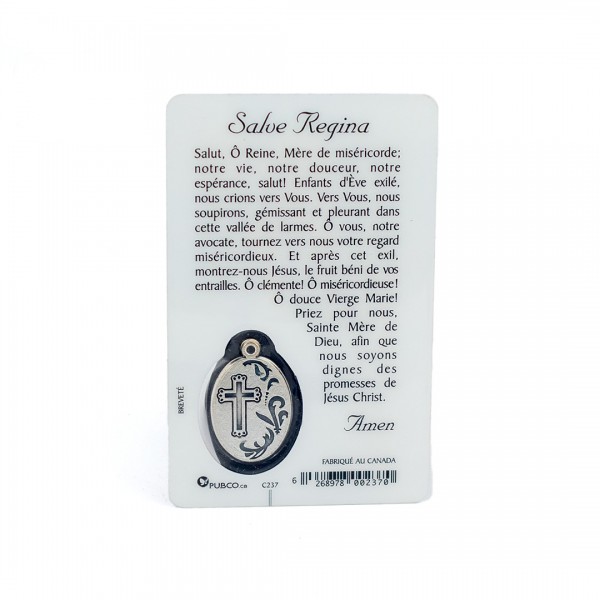 Salve Regina
Salut, Ô Reine, Mère de miséricorde;
notre vie, notre douceur, notre
espérance, salut! Enfants d'Ève exilé,
nous crions vers Vous. Vers Vous, nous
soupirons, gémissant et pleurant dans
cette vallée de larmes. Ô vous, notre
avocate, tournez vers nous votre regard
miséricordieux. Et après cet exil,
montrez-nous Jésus, le fruit béni de vos
entrailles. Ô clémente! Ô miséricordieuse!
Ô douce Vierge Marie!
Priez pour nous,
Sainte Mère de
Dieu, afin que
nous soyons
dignes des
promesses de
Jésus Christ.
Amen
BREVETÉ
FABRIQUÉ AU CANADA
PUBCO.ca
C237
6 268978 002370